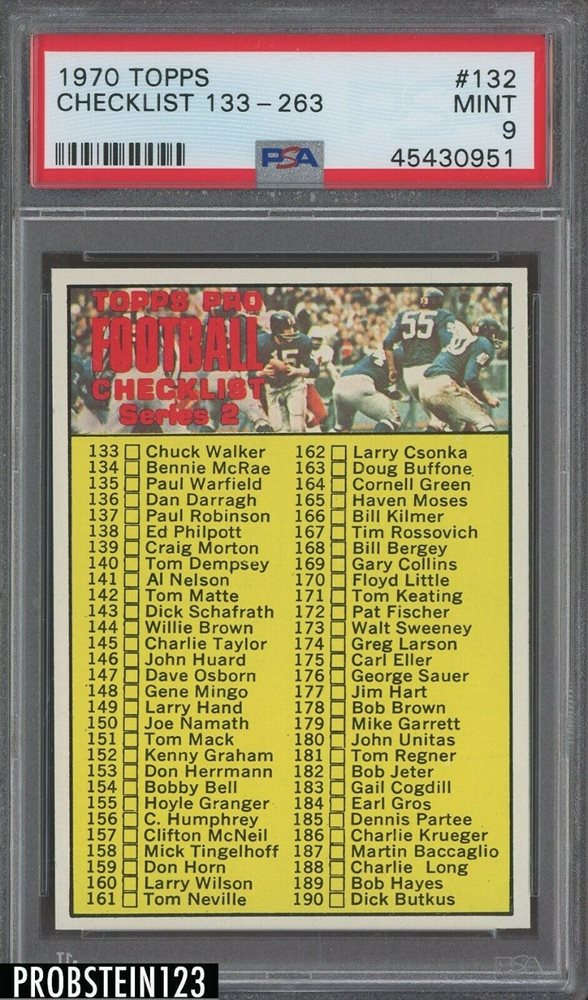 1970 TOPPS #132
CHECKLIST 133 - 263 MINT
9
PSA 45430951
TOPPS PRO
FOOTBALL
CHECKLIST
Series 2
15
55
133 Chuck Walker
134 Bennie McRae
135 Paul Warfield
136 Dan Darragh
137 Paul Robinson
138 Ed Philpott
139 Craig Morton
140 Tom Dempsey
141 Al Nelson
142 Tom Matte
143 Dick Schafrath
144 Willie Brown
145 Charlie Taylor
146 John Huard
147 Dave Osborn
148 Gene Mingo
149 Larry Hand
150 Joe Namath
151 Tom Mack
152 Kenny Graham
153 Don Herrmann
154 Bobby Bell
155 Hoyle Granger
156 C. Humphrey
157 Clifton McNeil
158 Mick Tingelhoff
159 Don Horn
160 Larry Wilson
161 Tom Neville
162 Larry Csonka
163 Doug Buffone
164 Cornell Green
165 Haven Moses
166 Bill Kilmer
167 Tim Rossovich
168 Bill Bergey
169 Gary Collins
170 Floyd Little
171 Tom Keating
172 Pat Fischer
173 Walt Sweeney
174 Greg Larson
175 Carl Eller
176 George Sauer
177 Jim Hart
178 Bob Brown
179 Mike Garrett
180 John Unitas
181 Tom Regner
182 Bob Jeter
183 Gail Cogdill
184 Earl Gros
185 Dennis Partee
186 Charlie Krueger
187 Martin Baccaglio
188 Charlie Long
189 Bob Hayes
190 Dick Butkus
PSA
PROBSTEIN123